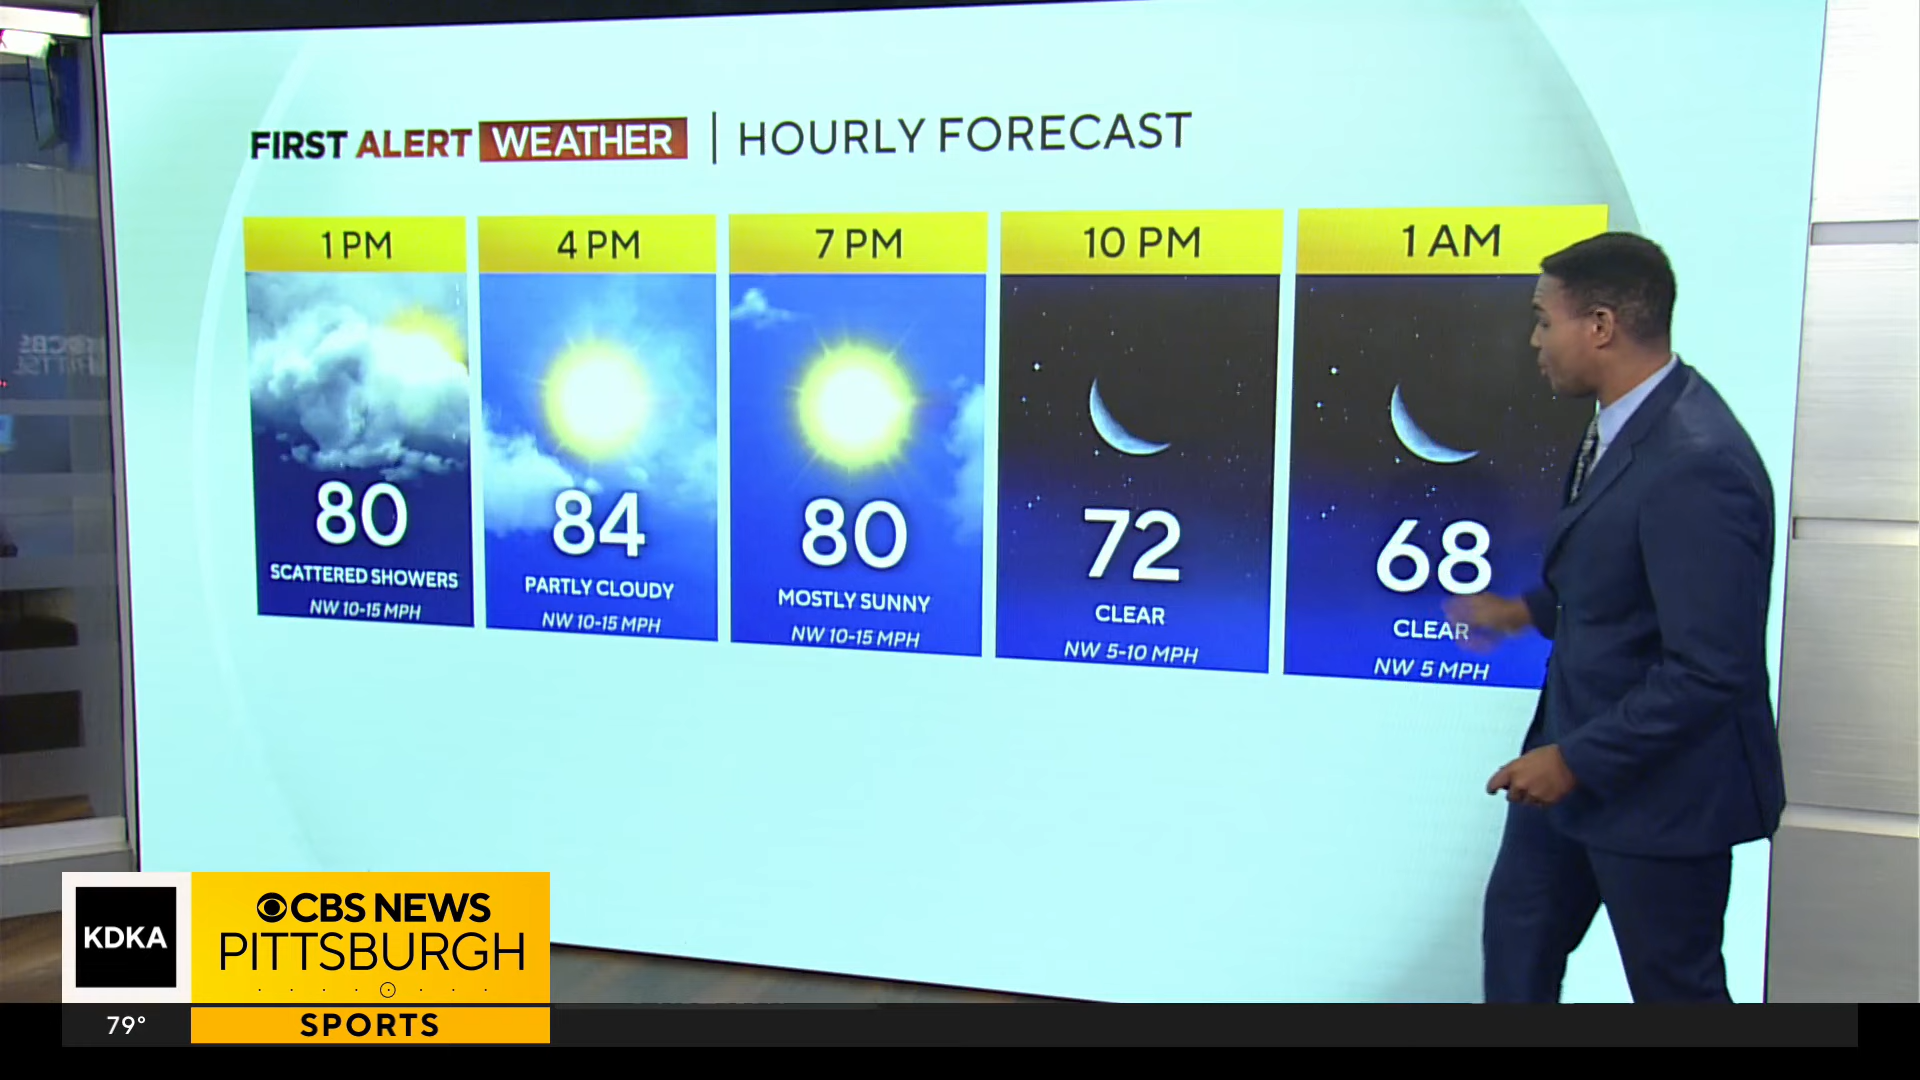 FIRST ALERT WEATHER | HOURLY FORECAST
1 PM
80
SCATTERED SHOWERS
NW 10-15 MPH
4 PM
84
PARTLY CLOUDY
NW 10-15 MPH
7 PM
80
MOSTLY SUNNY
NW 10-15 MPH
10 PM
72
CLEAR
NW 5-10 MPH
1 AM
68
CLEAR
NW 5 MPH
KDKA
CBS NEWS
PITTSBURGH
79°
SPORTS